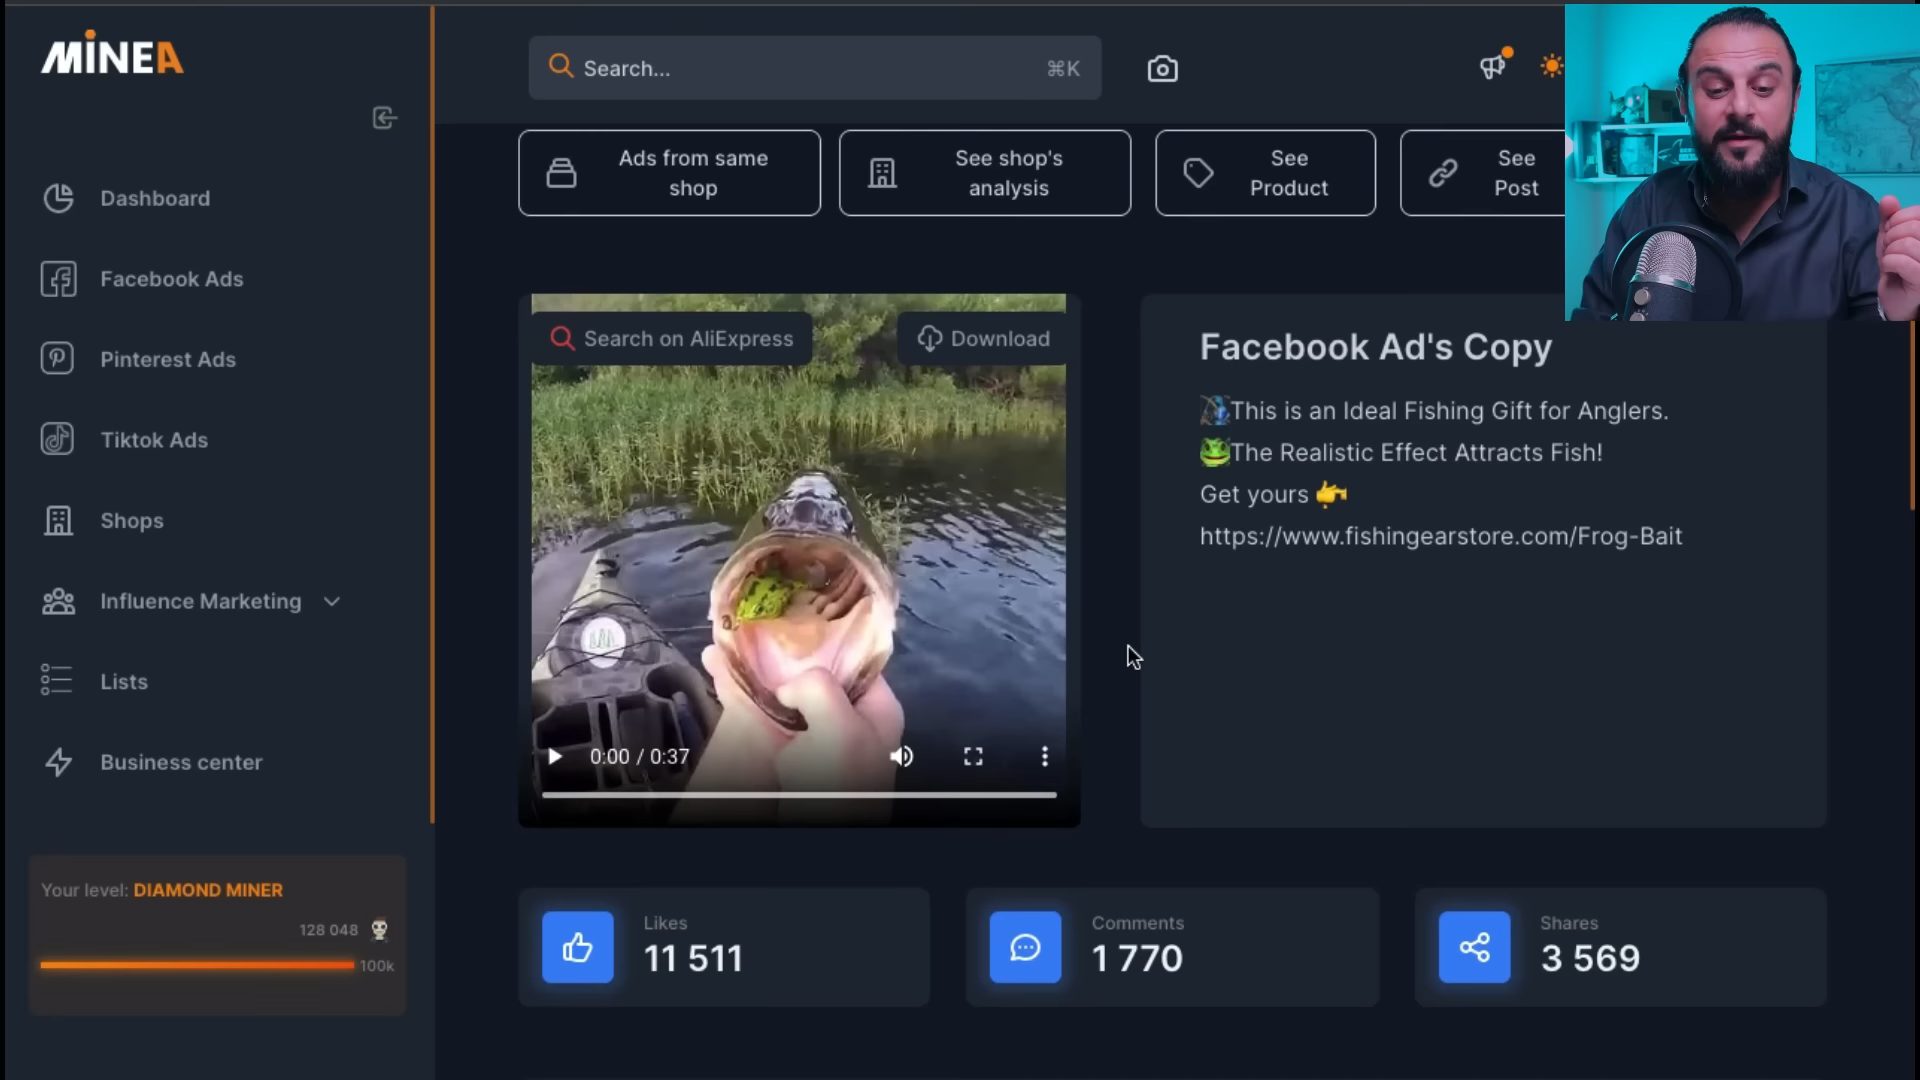 MINEA
Search...
⌘K
Dashboard
Facebook Ads
Pinterest Ads
Tiktok Ads
Shops
Influence Marketing
Lists
Business center
Your level: DIAMOND MINER
128 048
100k
Ads from same
shop
See shop's
analysis
See
Product
See
Post
Search on AliExpress
Download
0:00 / 0:37
Facebook Ad's Copy
🎣This is an Ideal Fishing Gift for Anglers.
🐸The Realistic Effect Attracts Fish!
Get yours 👉
https://www.fishingearstore.com/Frog-Bait
Likes
11 511
Comments
1 770
Shares
3 569